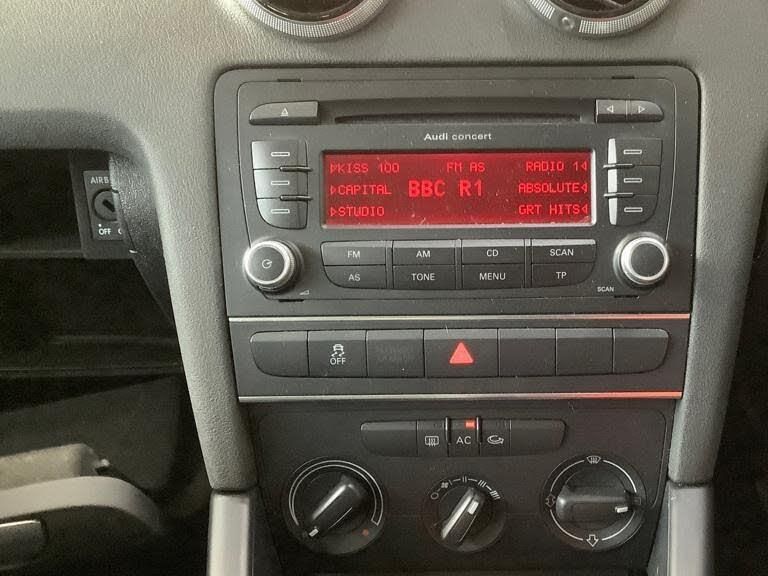 Audi concert
KISS 100 FM AS RADIO 1
CAPITAL BBC R1 ABSOLUTE
STUDIO GRT HITS
AIRB
OFF
FM AM CD SCAN
AS TONE MENU TP
SCAN
OFF
AC